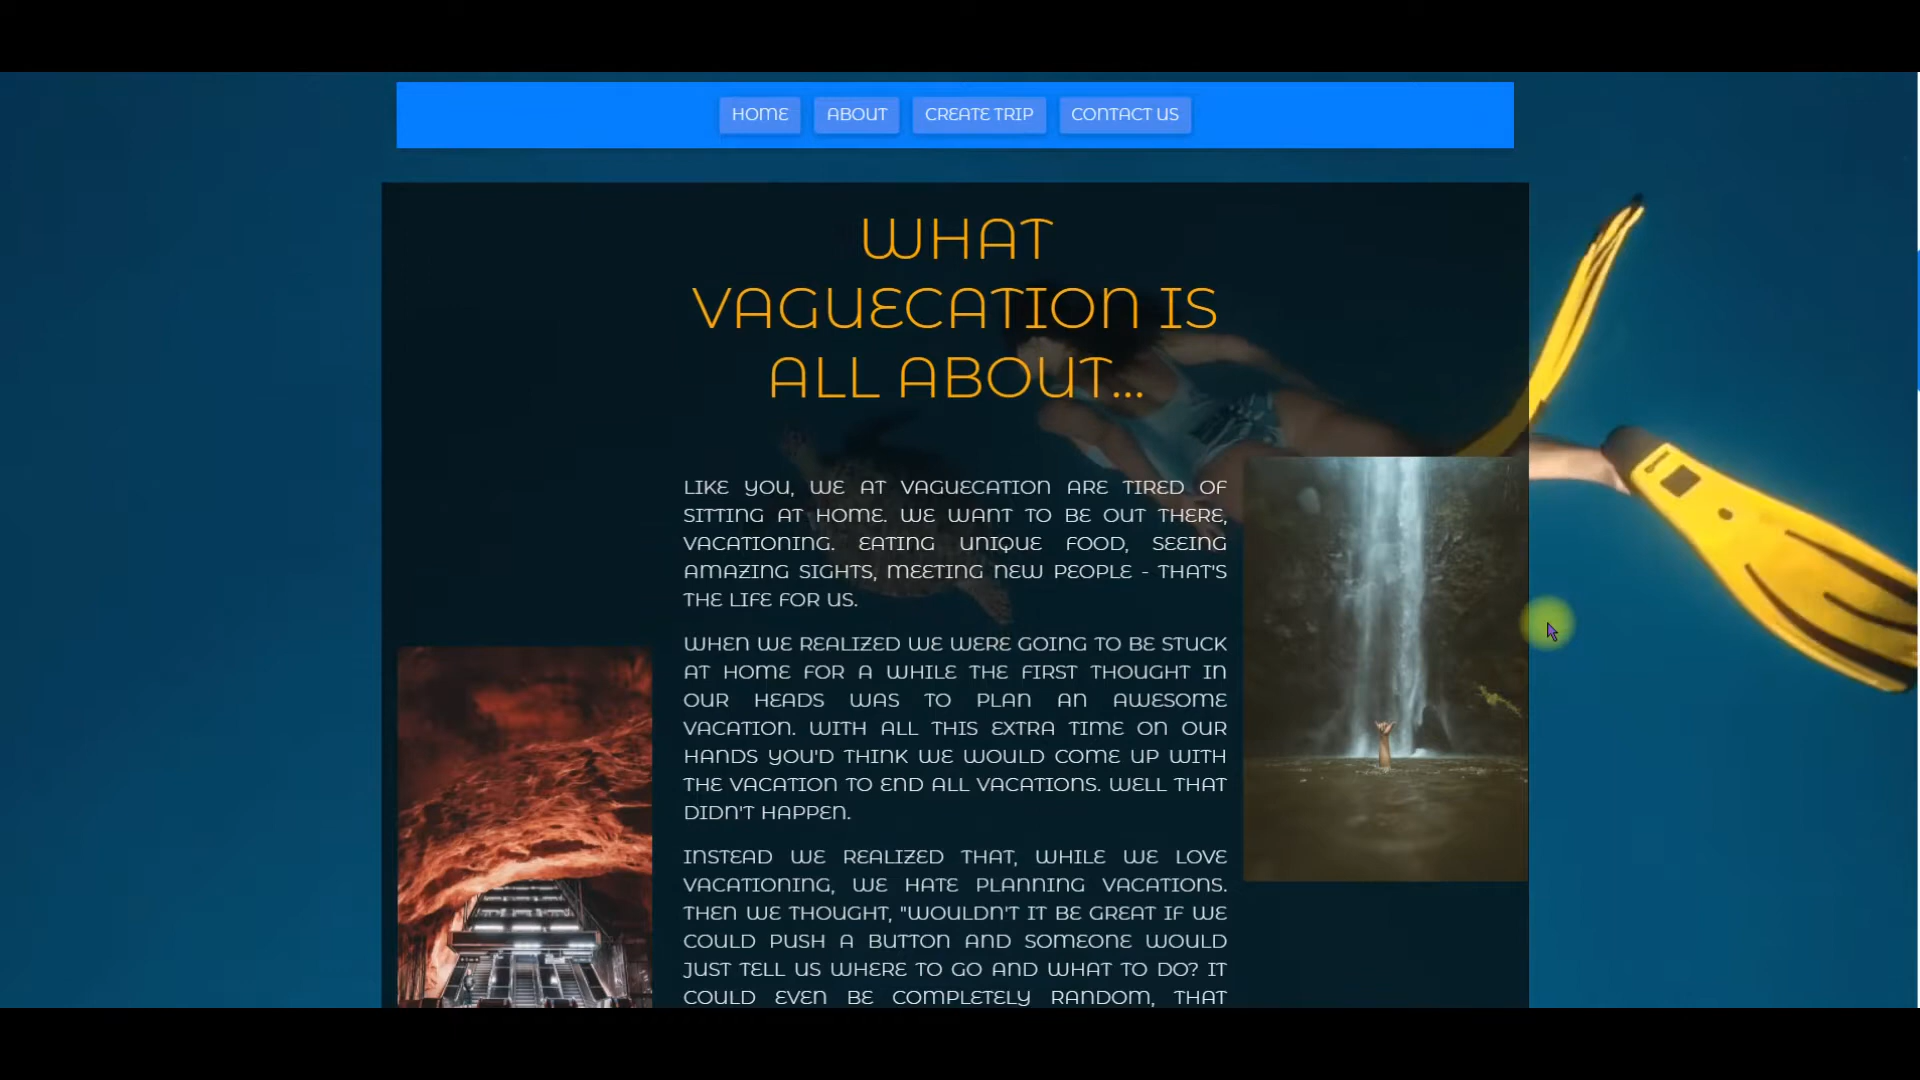 HOME
ABOUT
CREATE TRIP
CONTACT US
WHAT
VAGUECATION IS
ALL ABOUT...
LIKE YOU, WE AT VAGUECATION ARE TIRED OF
SITTING AT HOME. WE WANT TO BE OUT THERE,
VACATIONING. EATING UNIQUE FOOD, SEEING
AMAZING SIGHTS, MEETING NEW PEOPLE - THAT'S
THE LIFE FOR US.
WHEN WE REALIZED WE WERE GOING TO BE STUCK
AT HOME FOR A WHILE THE FIRST THOUGHT IN
OUR HEADS WAS TO PLAN AN AWESOME
VACATION. WITH ALL THIS EXTRA TIME ON OUR
HANDS YOU'D THINK WE WOULD COME UP WITH
THE VACATION TO END ALL VACATIONS. WELL THAT
DIDN'T HAPPEN.
INSTEAD WE REALIZED THAT, WHILE WE LOVE
VACATIONING, WE HATE PLANNING VACATIONS.
THEN WE THOUGHT, "WOULDN'T IT BE GREAT IF WE
COULD PUSH A BUTTON AND SOMEONE WOULD
JUST TELL US WHERE TO GO AND WHAT TO DO? IT
COULD EVEN BE COMPLETELY RANDOM, THAT